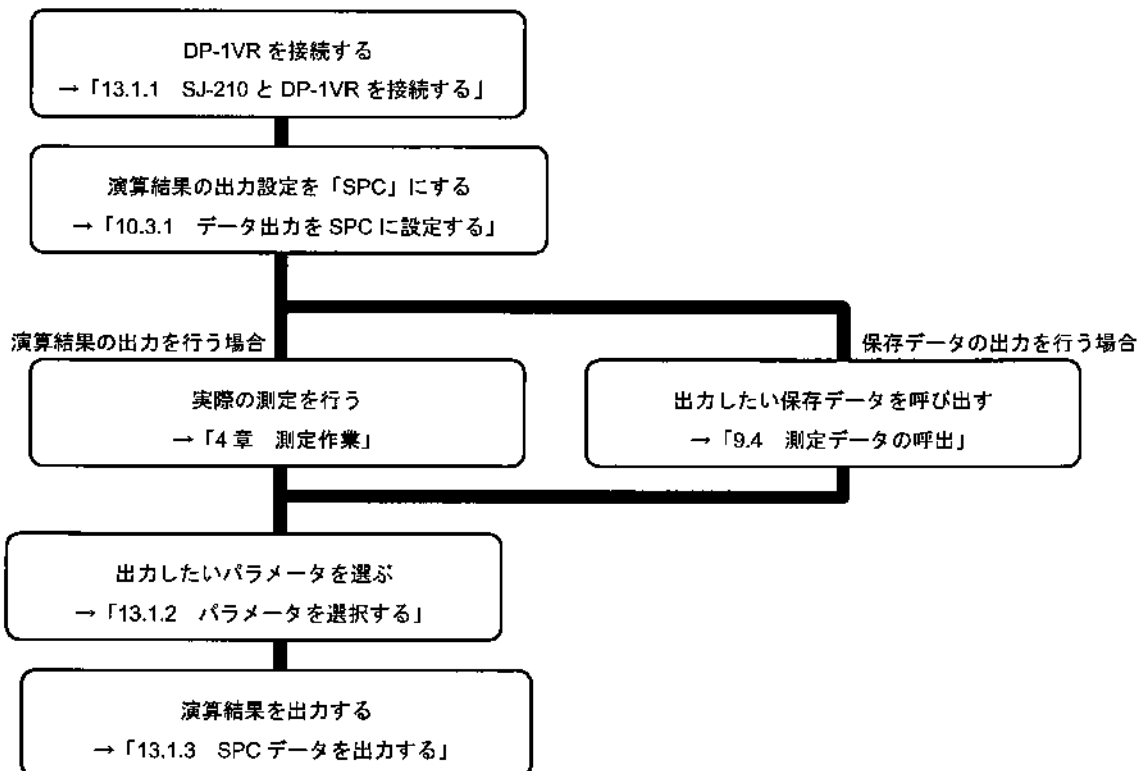 DP-1VR を接続する
→「13.1.1 SJ-210 と DP-1VR を接続する」
演算結果の出力設定を「SPC」にする
→「10.3.1 データ出力を SPC に設定する」
演算結果の出力を行う場合
保存データの出力を行う場合
実際の測定を行う
→「4 章 測定作業」
出力したい保存データを呼び出す
→「9.4 測定データの呼出」
出力したいパラメータを選ぶ
→「13.1.2 パラメータを選択する」
演算結果を出力する
→「13.1.3 SPC データを出力する」